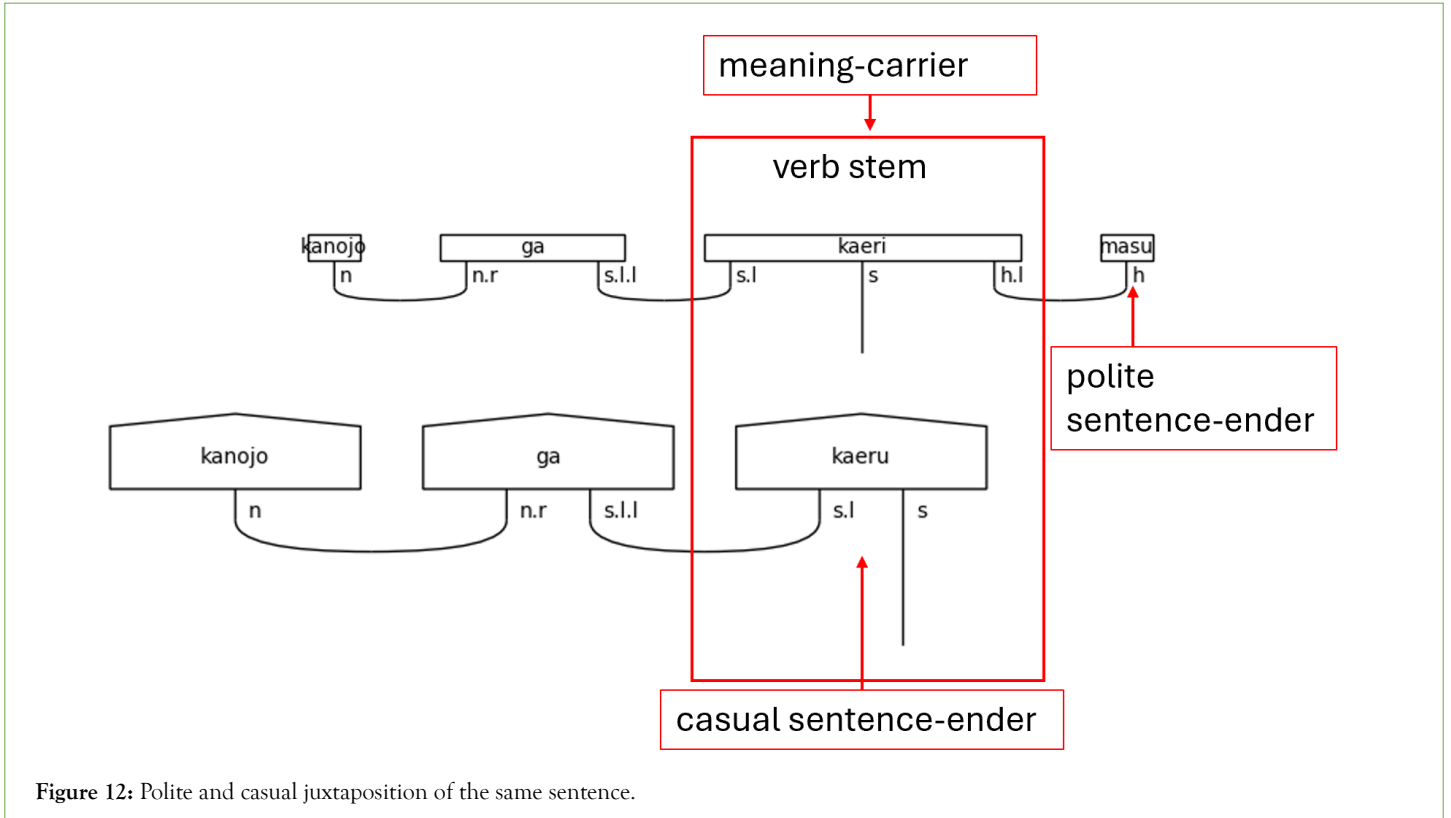 meaning-carrier
verb stem
kanojo ga kaeri masu
n n.r s.l.l s.l s h.l h
polite
sentence-ender
kanojo ga kaeru
n n.r s.l.l s.l s
casual sentence-ender
Figure 12: Polite and casual juxtaposition of the same sentence.